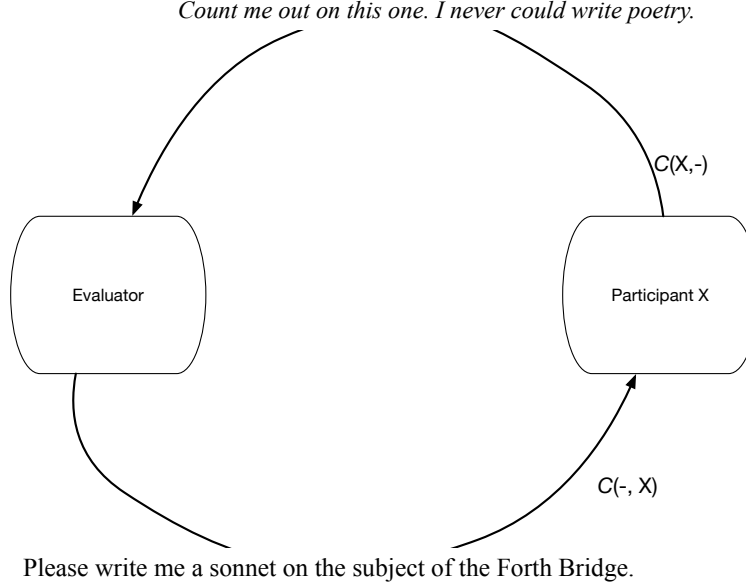 Count me out on this one. I never could write poetry.
C(X,-)
Evaluator
Participant X
C(-, X)
Please write me a sonnet on the subject of the Forth Bridge.